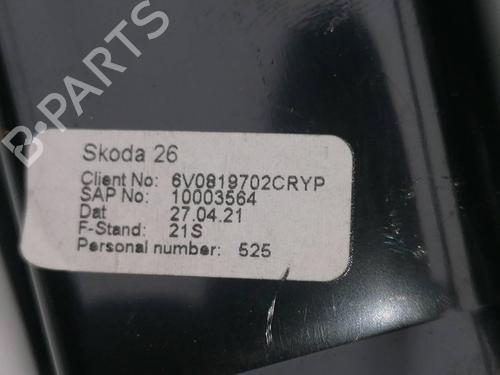 B-PARTS
Skoda 26
Client No: 6V0819702CRYP
SAP No: 10003564
Dat 27.04.21
F-Stand: 21S
Personal number: 525